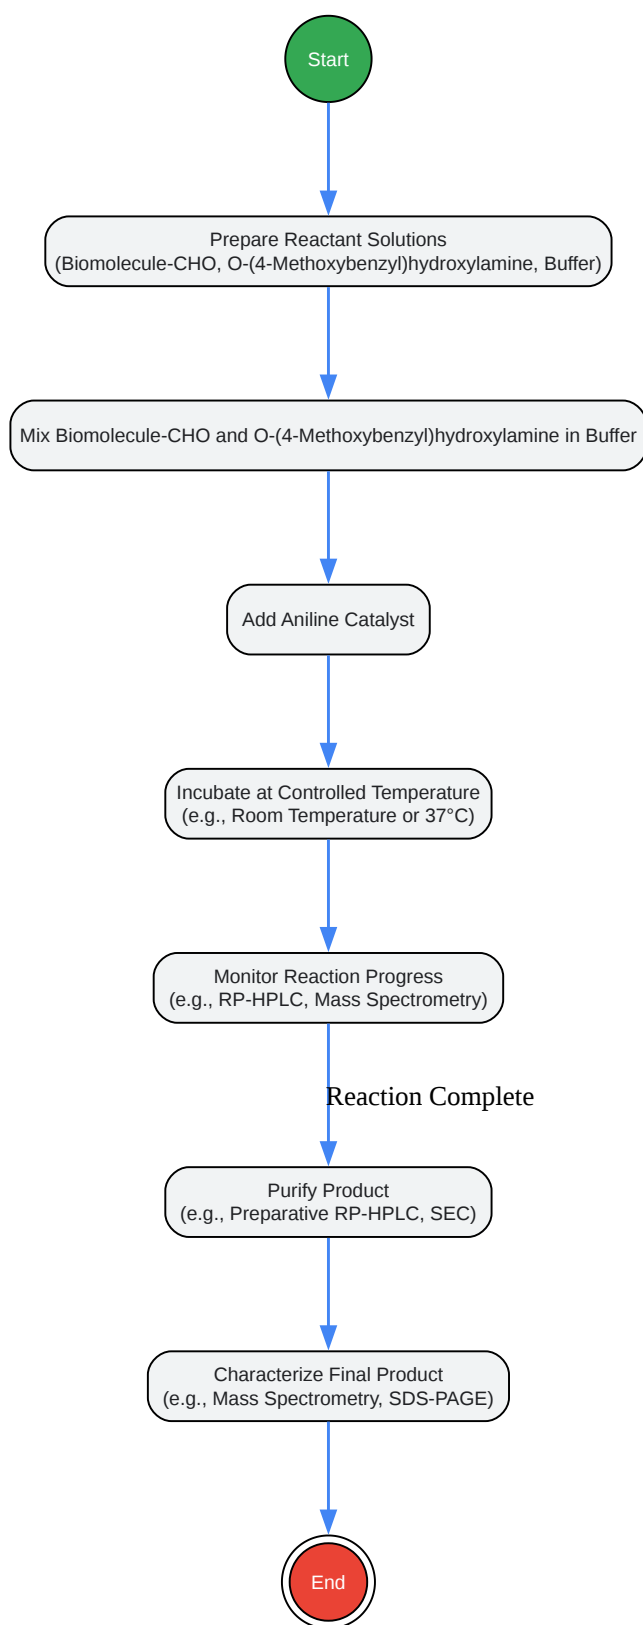 Start
Prepare Reactant Solutions
(Biomolecule-CHO, O-(4-Methoxybenzyl)hydroxylamine, Buffer)
Mix Biomolecule-CHO and O-(4-Methoxybenzyl)hydroxylamine in Buffer
Add Aniline Catalyst
Incubate at Controlled Temperature
(e.g., Room Temperature or 37°C)
Monitor Reaction Progress
(e.g., RP-HPLC, Mass Spectrometry)
Reaction Complete
Purify Product
(e.g., Preparative RP-HPLC, SEC)
Characterize Final Product
(e.g., Mass Spectrometry, SDS-PAGE)
End